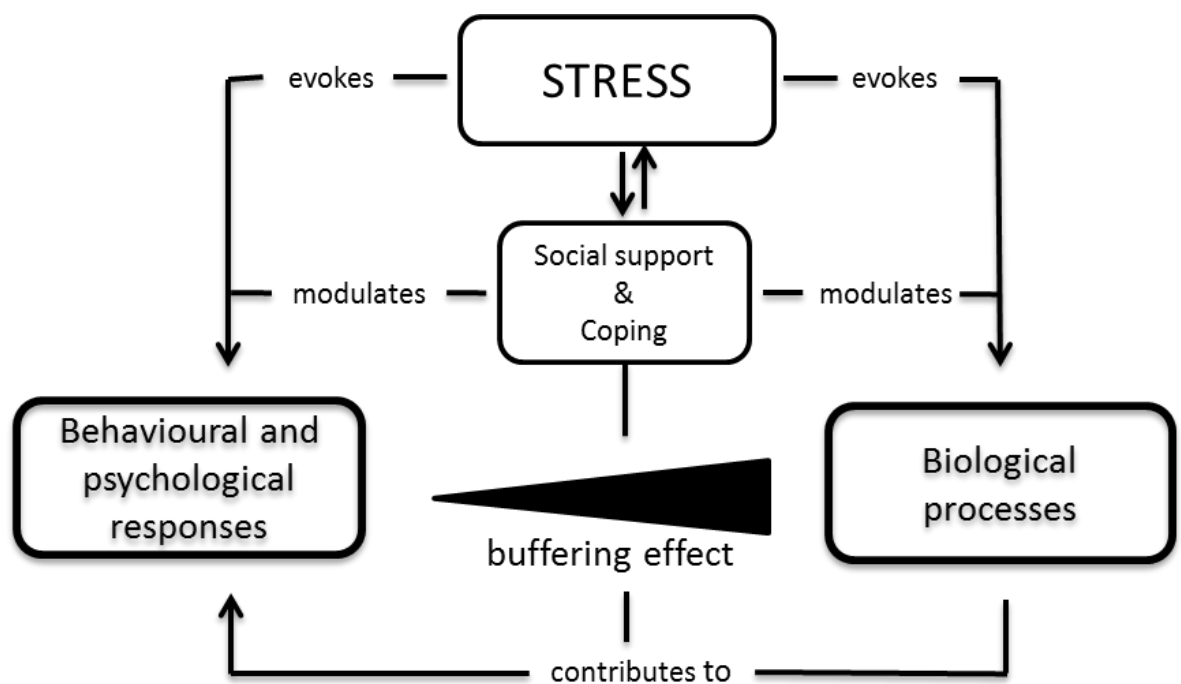 evokes
STRESS
evokes
modulates
Social support
&
Coping
modulates
Behavioural and
psychological
responses
Biological
processes
buffering effect
contributes to